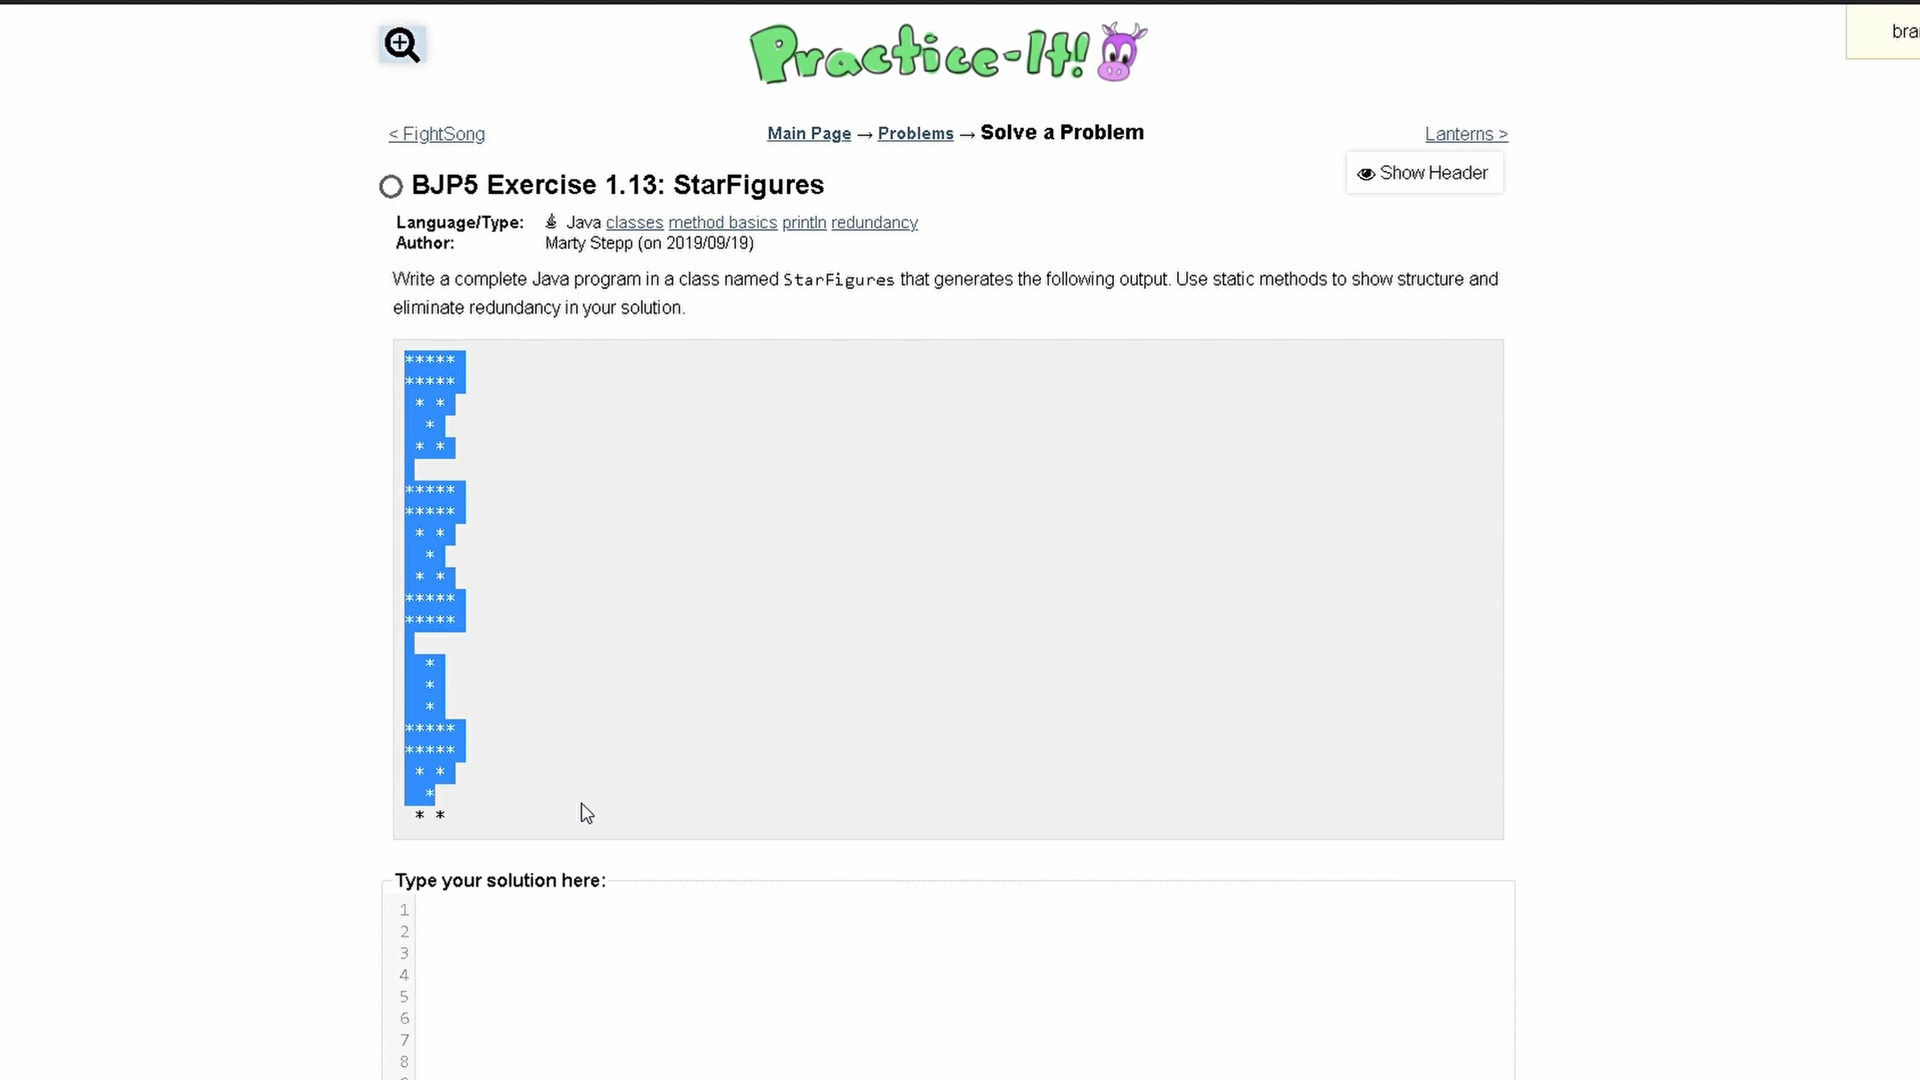 bra
Practice-It!
< FightSong
Main Page → Problems → Solve a Problem
Lanterns >
Show Header
BJP5 Exercise 1.13: StarFigures
Language/Type: Java classes method basics println redundancy
Author: Marty Stepp (on 2019/09/19)
Write a complete Java program in a class named StarFigures that generates the following output. Use static methods to show structure and
eliminate redundancy in your solution.
*****
*****
 * *
  *
 * *

*****
*****
 * *
  *
 * *
*****
*****

  *
  *
  *
*****
*****
 * *
  *
 * *
Type your solution here:
1
2
3
4
5
6
7
8